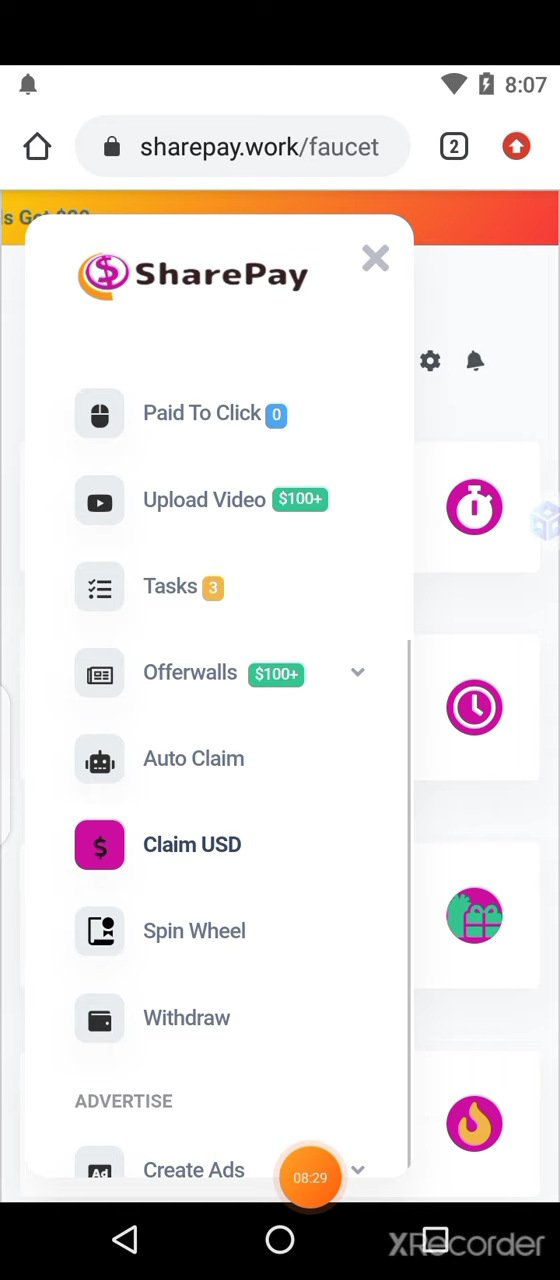 8:07
sharepay.work/faucet
2
SharePay
Paid To Click 0
Upload Video $100+
Tasks 3
Offerwalls $100+
Auto Claim
$ Claim USD
Spin Wheel
Withdraw
ADVERTISE
Ad Create Ads
08:29
XRecorder